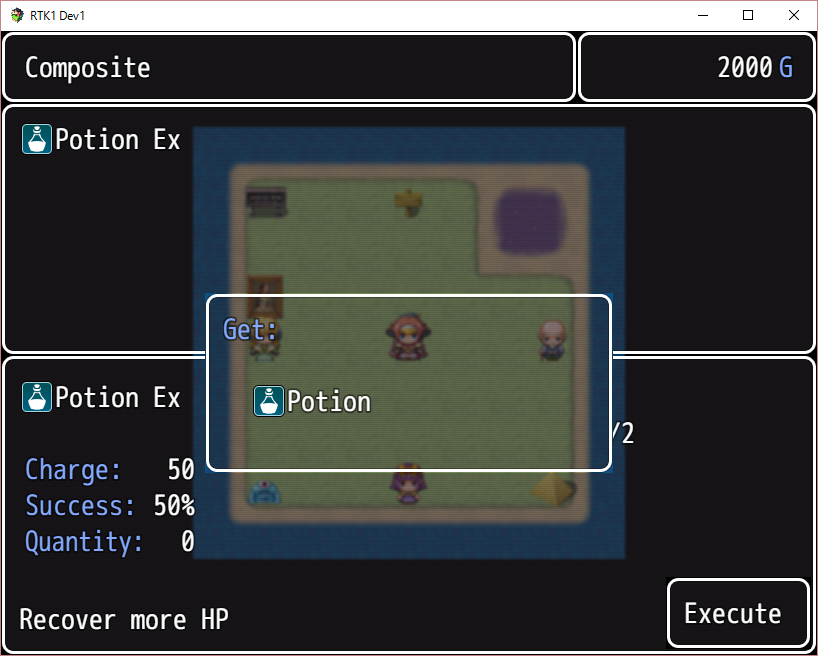 RTK1 Dev1
Composite
2000 G
Potion Ex
Get:
Potion
Potion Ex
/2
Charge: 50
Success: 50%
Quantity: 0
Recover more HP
Execute